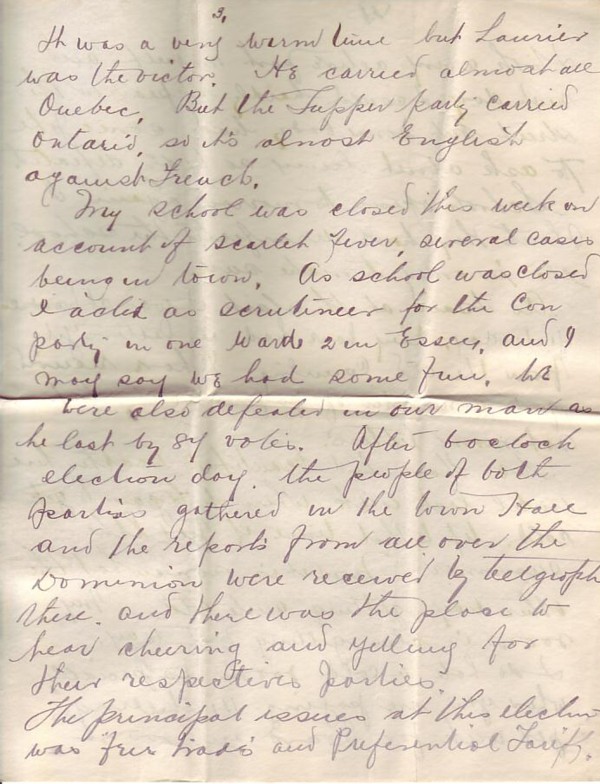 3,
It was a very warm time but Laurier
was the victor. He carried almost all
Quebec, But the Tupper party carried
Ontario, so it's almost English
against French.
My school was closed this week on
account of scarlet fever, several cases
being in town. As school was closed
I acted as scrutineer for the Con
party in one Ward 2 in Essex, and I
may say we had some fun. We
were also defeated in our man as
he lost by 84 votes. After 5 oclock
election day. the people of both
parties gathered in the Town Hall
and the reports from all over the
Dominion were received by telgraph
there. and there was the place to
hear cheering and yelling for
their respectives parties.
The principal issues at this election
was "free trade" and Preferential Tariff.